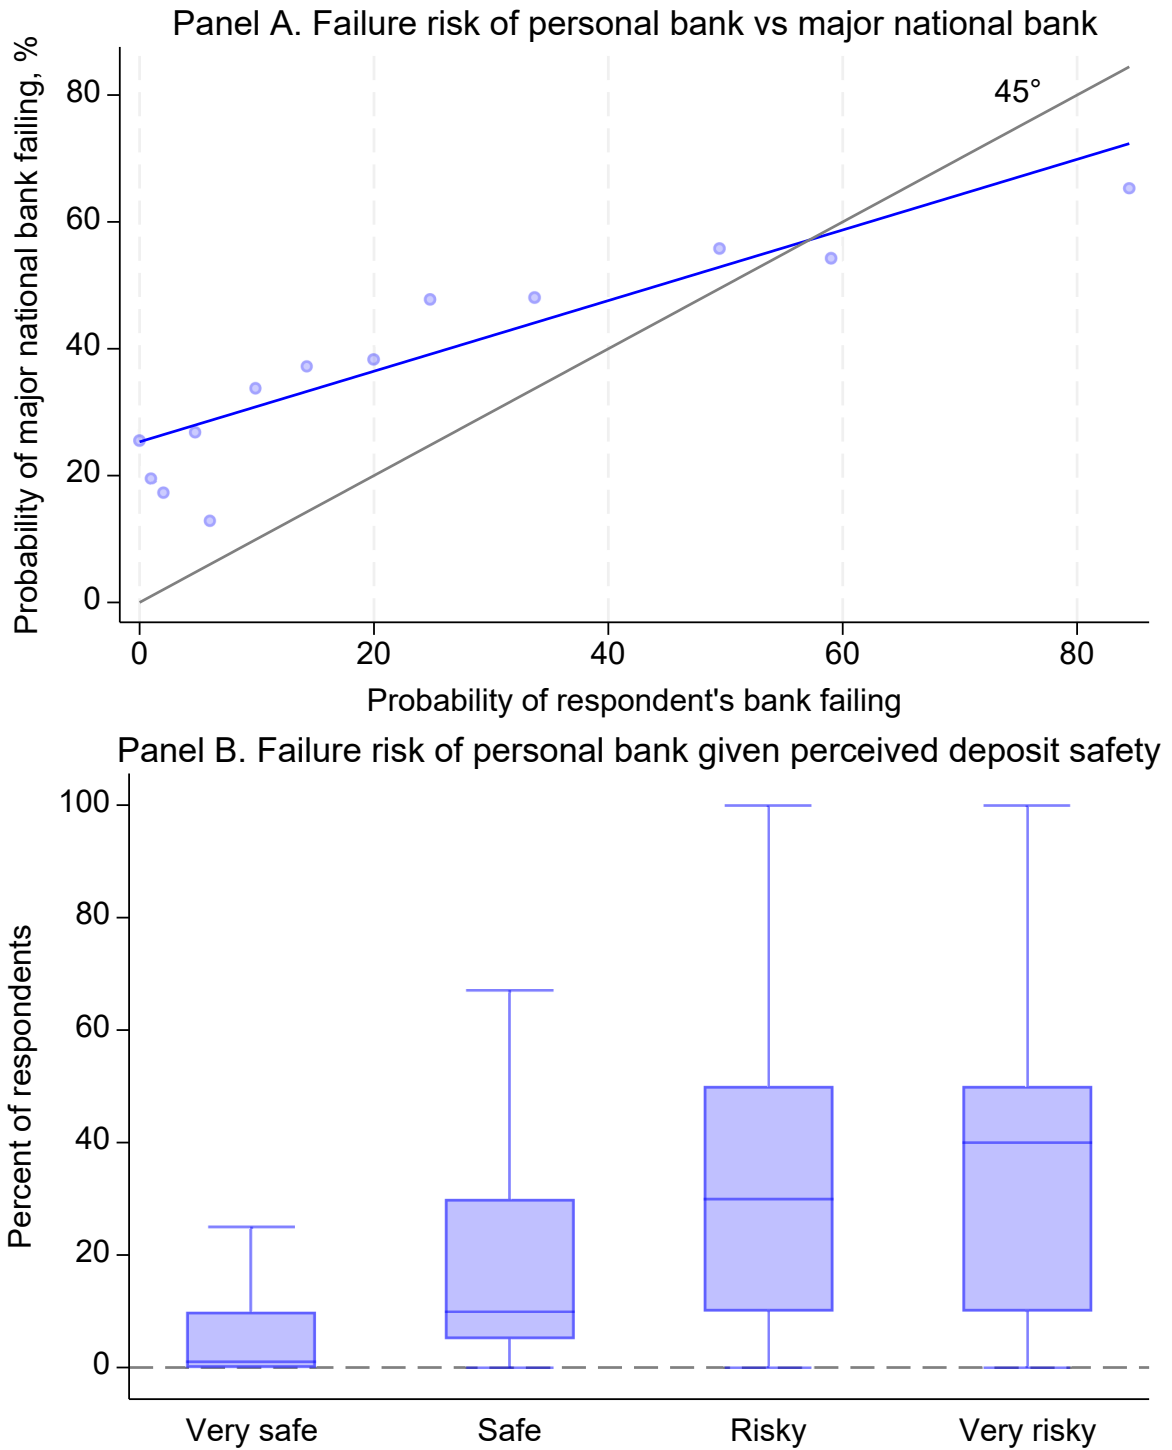 Panel A. Failure risk of personal bank vs major national bank
Probability of major national bank failing, %
80
60
40
20
0
45°
0 20 40 60 80
Probability of respondent's bank failing
Panel B. Failure risk of personal bank given perceived deposit safety
Percent of respondents
100
80
60
40
20
0
Very safe Safe Risky Very risky